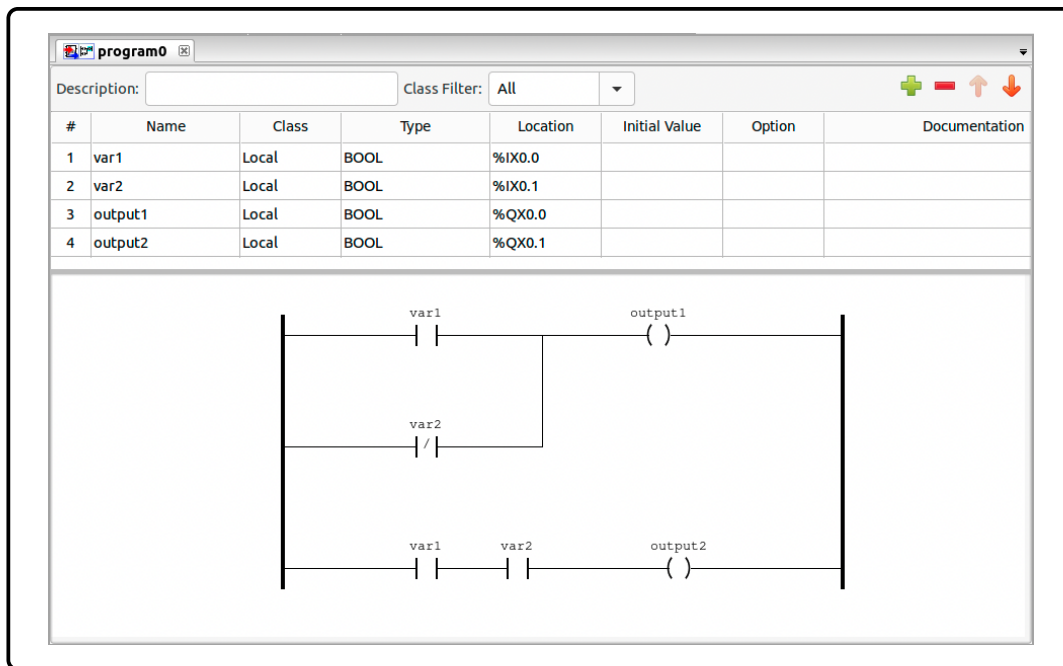 program0
Description: Class Filter: All
# Name Class Type Location Initial Value Option Documentation
1 var1 Local BOOL %IX0.0
2 var2 Local BOOL %IX0.1
3 output1 Local BOOL %QX0.0
4 output2 Local BOOL %QX0.1
var1 output1
( )
var2
/
var1 var2 output2
( )